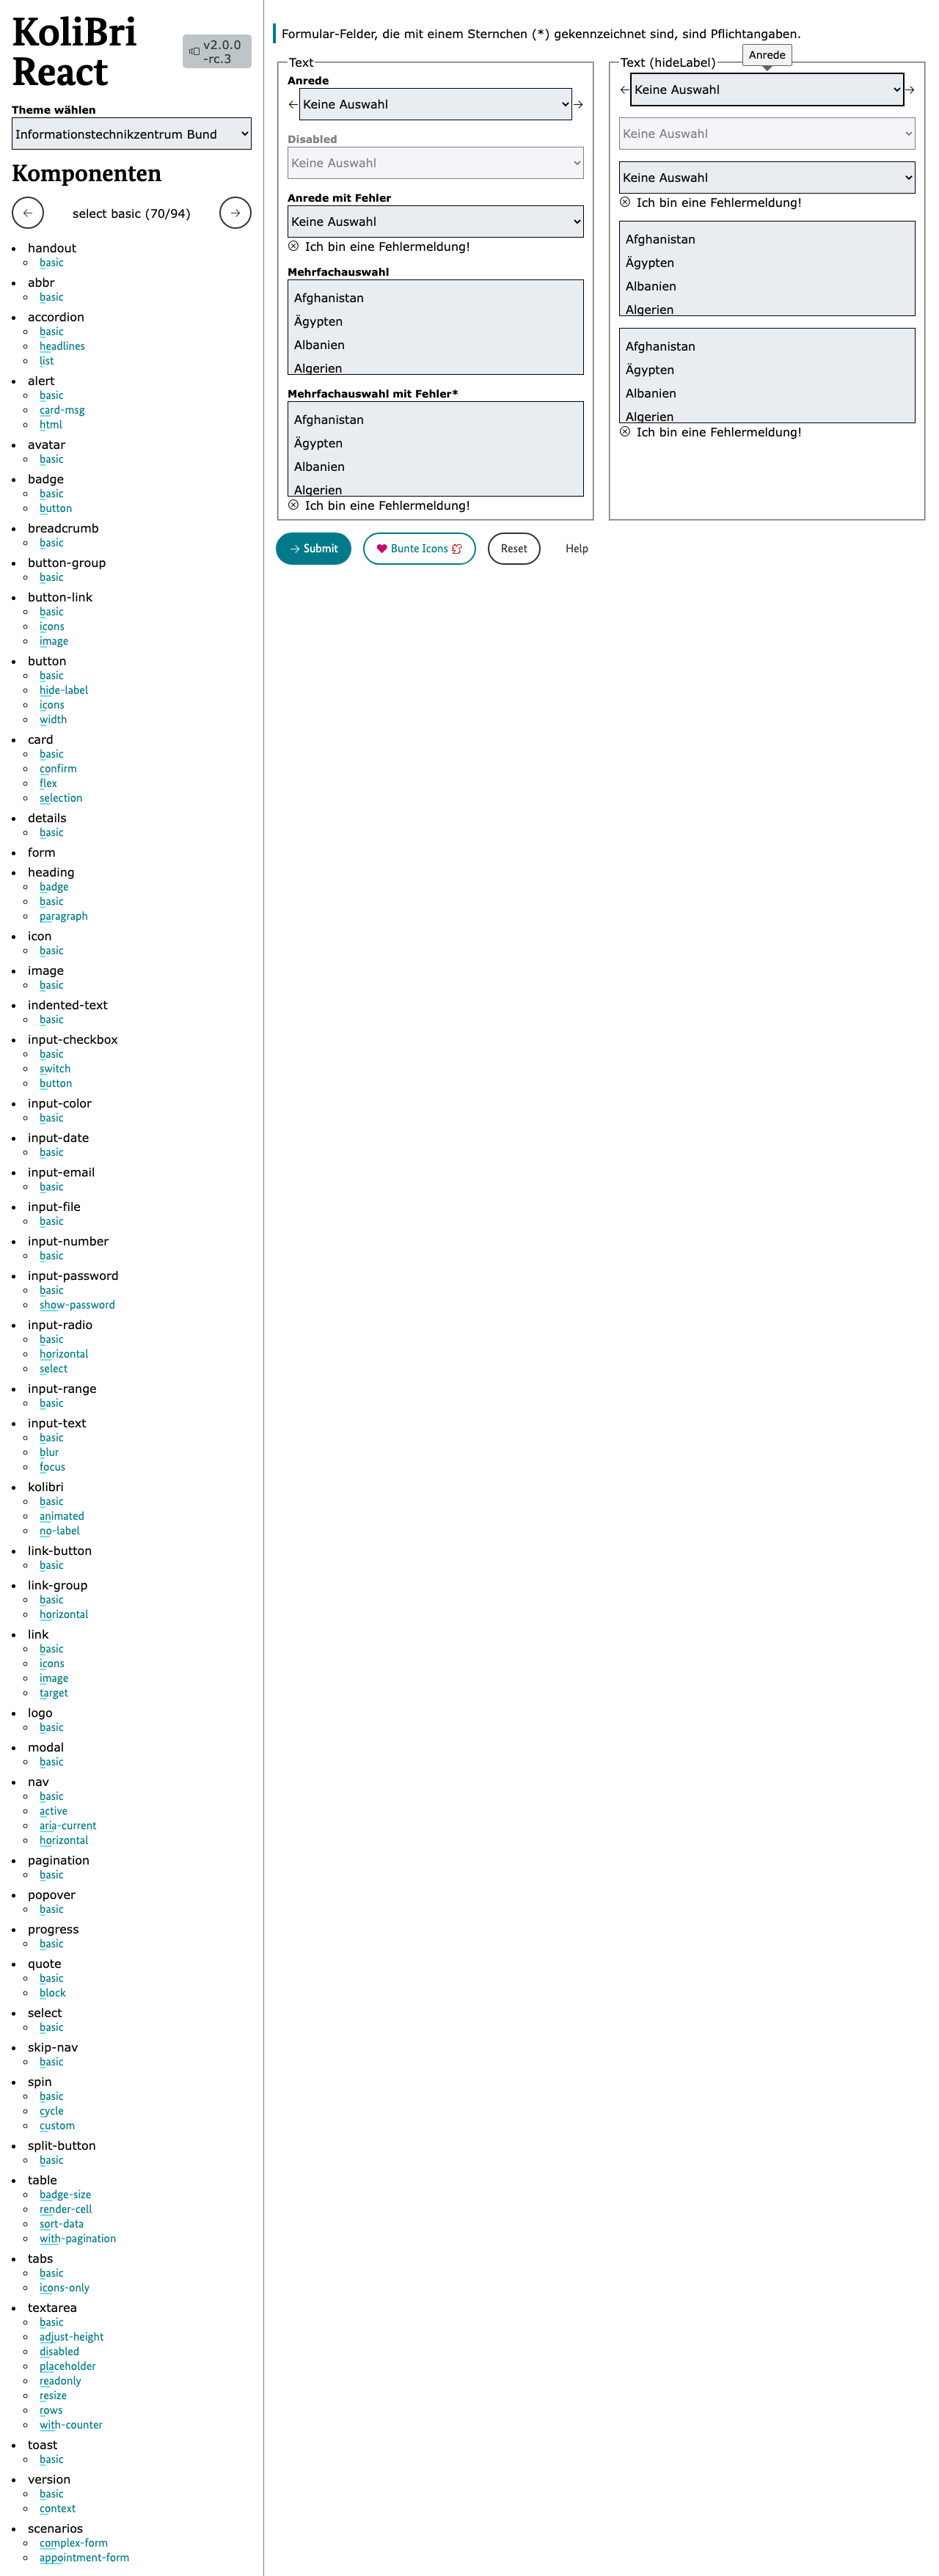 KoliBri
React
v2.0.0
-rc.3
Theme wählen
Informationstechnikzentrum Bund
Komponenten
select basic (70/94)
handout
basic
abbr
basic
accordion
basic
headlines
list
alert
basic
card-msg
html
avatar
basic
badge
basic
button
breadcrumb
basic
button-group
basic
button-link
basic
icons
image
button
basic
hide-label
icons
width
card
basic
confirm
flex
selection
details
basic
form
heading
badge
basic
paragraph
icon
basic
image
basic
indented-text
basic
input-checkbox
basic
switch
button
input-color
basic
input-date
basic
input-email
basic
input-file
basic
input-number
basic
input-password
basic
show-password
input-radio
basic
horizontal
select
input-range
basic
input-text
basic
blur
focus
kolibri
basic
animated
no-label
link-button
basic
link-group
basic
horizontal
link
basic
icons
image
target
logo
basic
modal
basic
nav
basic
active
aria-current
horizontal
pagination
basic
popover
basic
progress
basic
quote
basic
block
select
basic
skip-nav
basic
spin
basic
cycle
custom
split-button
basic
table
badge-size
render-cell
sort-data
with-pagination
tabs
basic
icons-only
textarea
basic
adjust-height
disabled
placeholder
readonly
resize
rows
with-counter
toast
basic
version
basic
context
scenarios
complex-form
appointment-form
Formular-Felder, die mit einem Sternchen (*) gekennzeichnet sind, sind Pflichtangaben.
Text
Anrede
Keine Auswahl
Disabled
Keine Auswahl
Anrede mit Fehler
Keine Auswahl
Ich bin eine Fehlermeldung!
Mehrfachauswahl
Afghanistan
Ägypten
Albanien
Algerien
Mehrfachauswahl mit Fehler*
Afghanistan
Ägypten
Albanien
Algerien
Ich bin eine Fehlermeldung!
Text (hideLabel)
Anrede
Keine Auswahl
Keine Auswahl
Keine Auswahl
Ich bin eine Fehlermeldung!
Afghanistan
Ägypten
Albanien
Algerien
Afghanistan
Ägypten
Albanien
Algerien
Ich bin eine Fehlermeldung!
Submit
Bunte Icons
Reset
Help